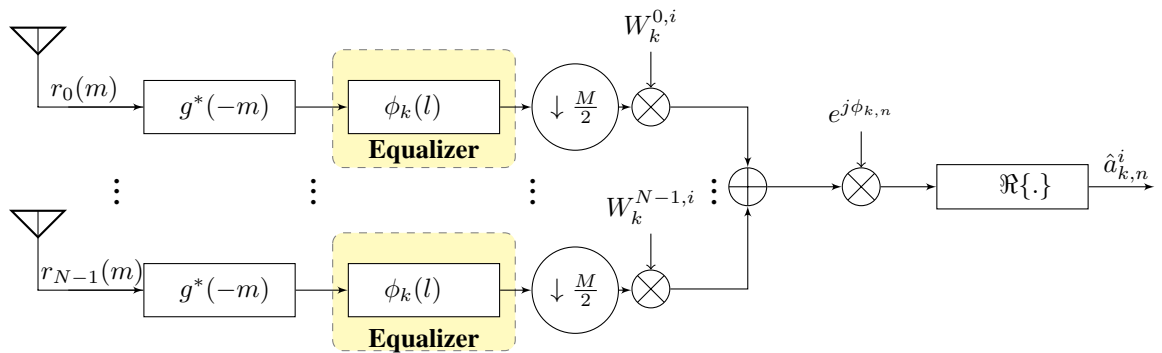 W_k^{0,i}
r_0(m)
g*(−m)
ϕ_k(l)
↓ M/2
Equalizer
e^{jϕ_{k,n}}
ℜ{.}
â^i_{k,n}
W_k^{N−1,i}
r_{N−1}(m)
g*(−m)
ϕ_k(l)
↓ M/2
Equalizer